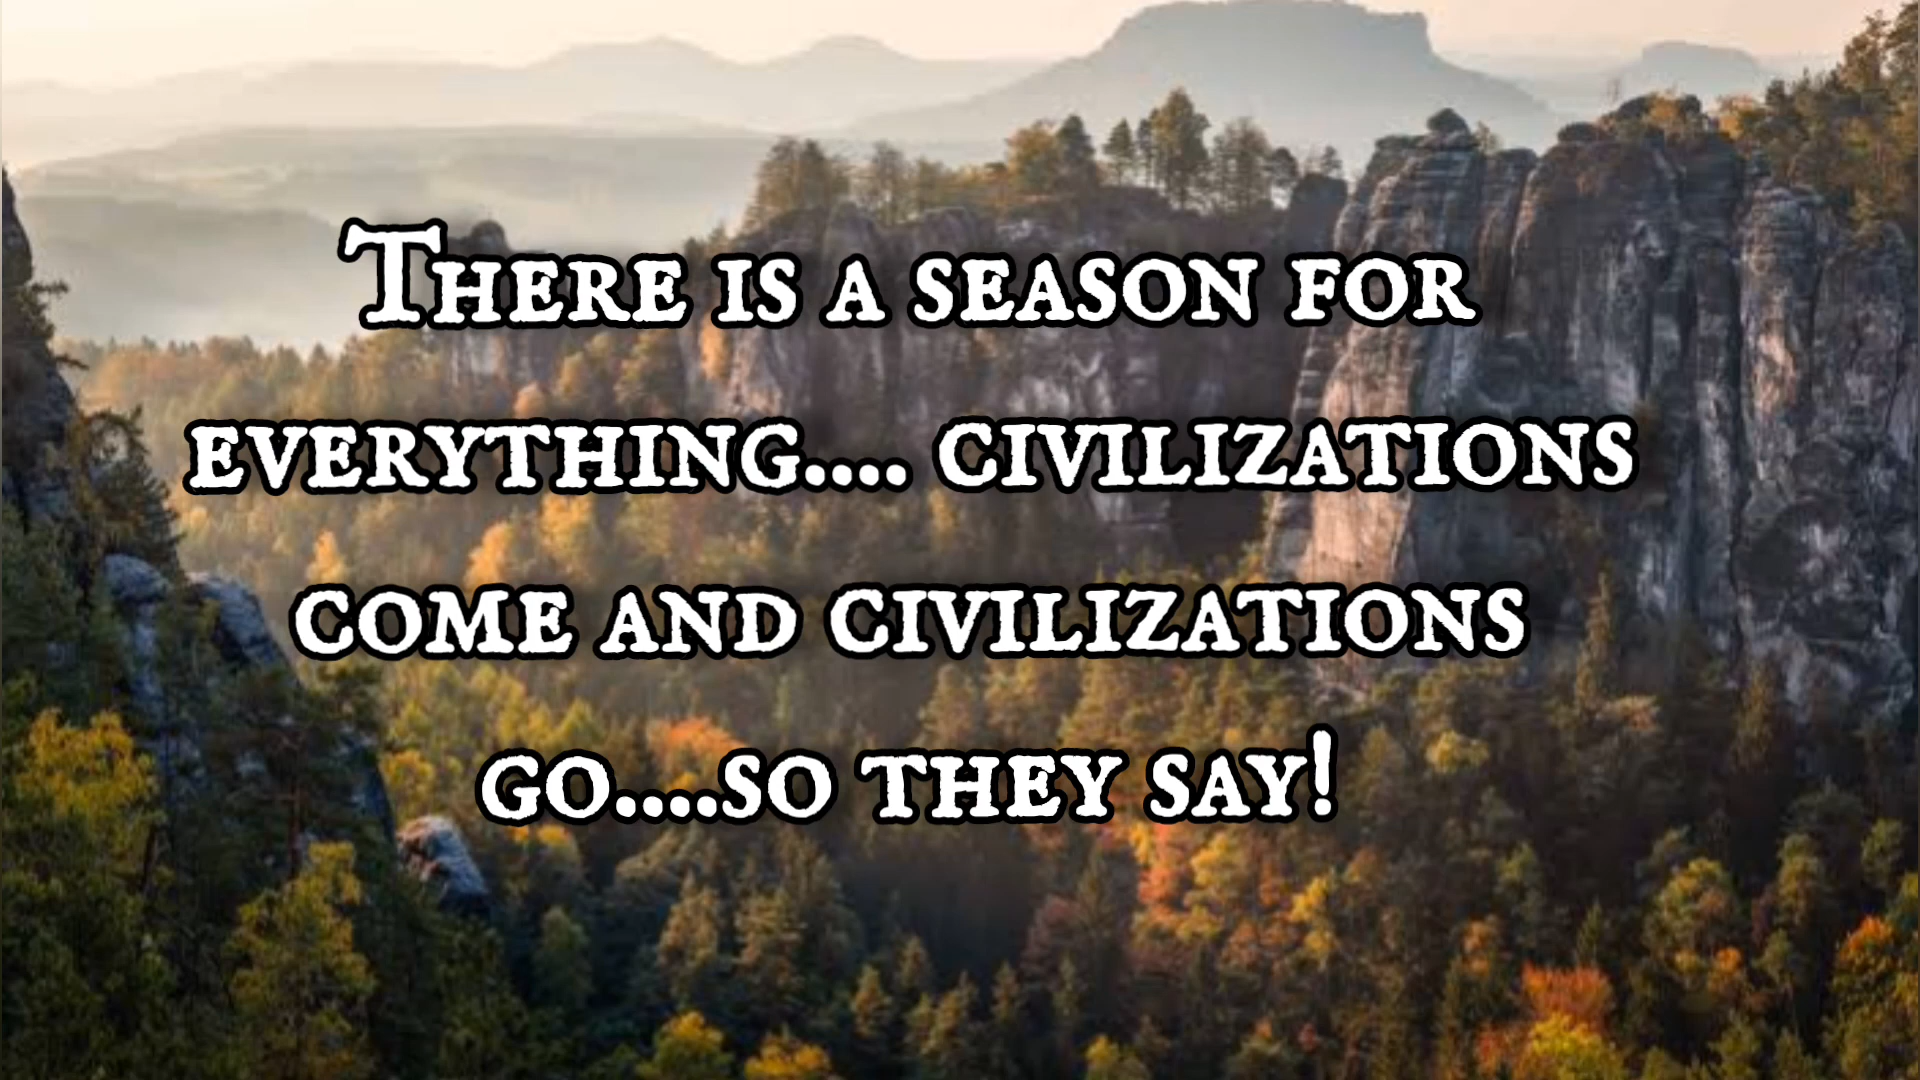 There is a season for
everything.... civilizations
come and civilizations
go....so they say!